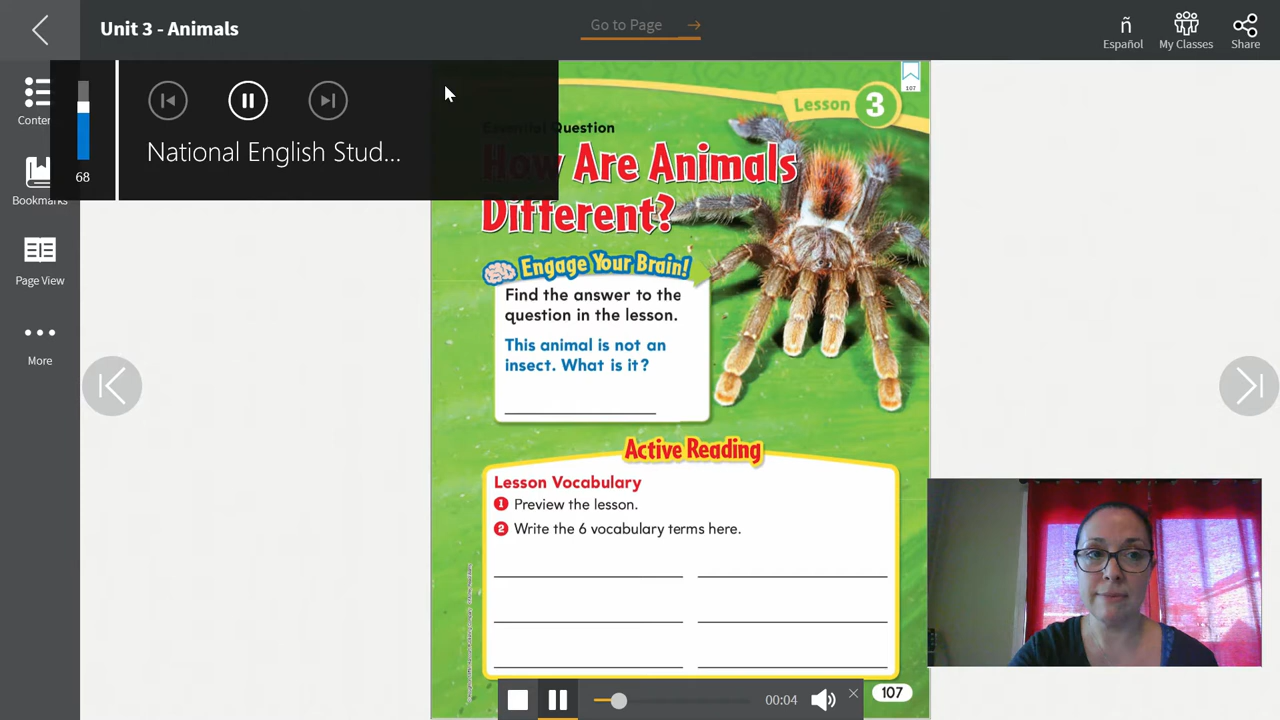 Unit 3 - Animals
Go to Page
Español
My Classes
Share
68
National English Stud...
Bookmarks
Page View
More
107
Lesson 3
Essential Question
How Are Animals
Different?
Engage Your Brain!
Find the answer to the
question in the lesson.
This animal is not an
insect. What is it?
Active Reading
Lesson Vocabulary
1 Preview the lesson.
2 Write the 6 vocabulary terms here.
00:04
107